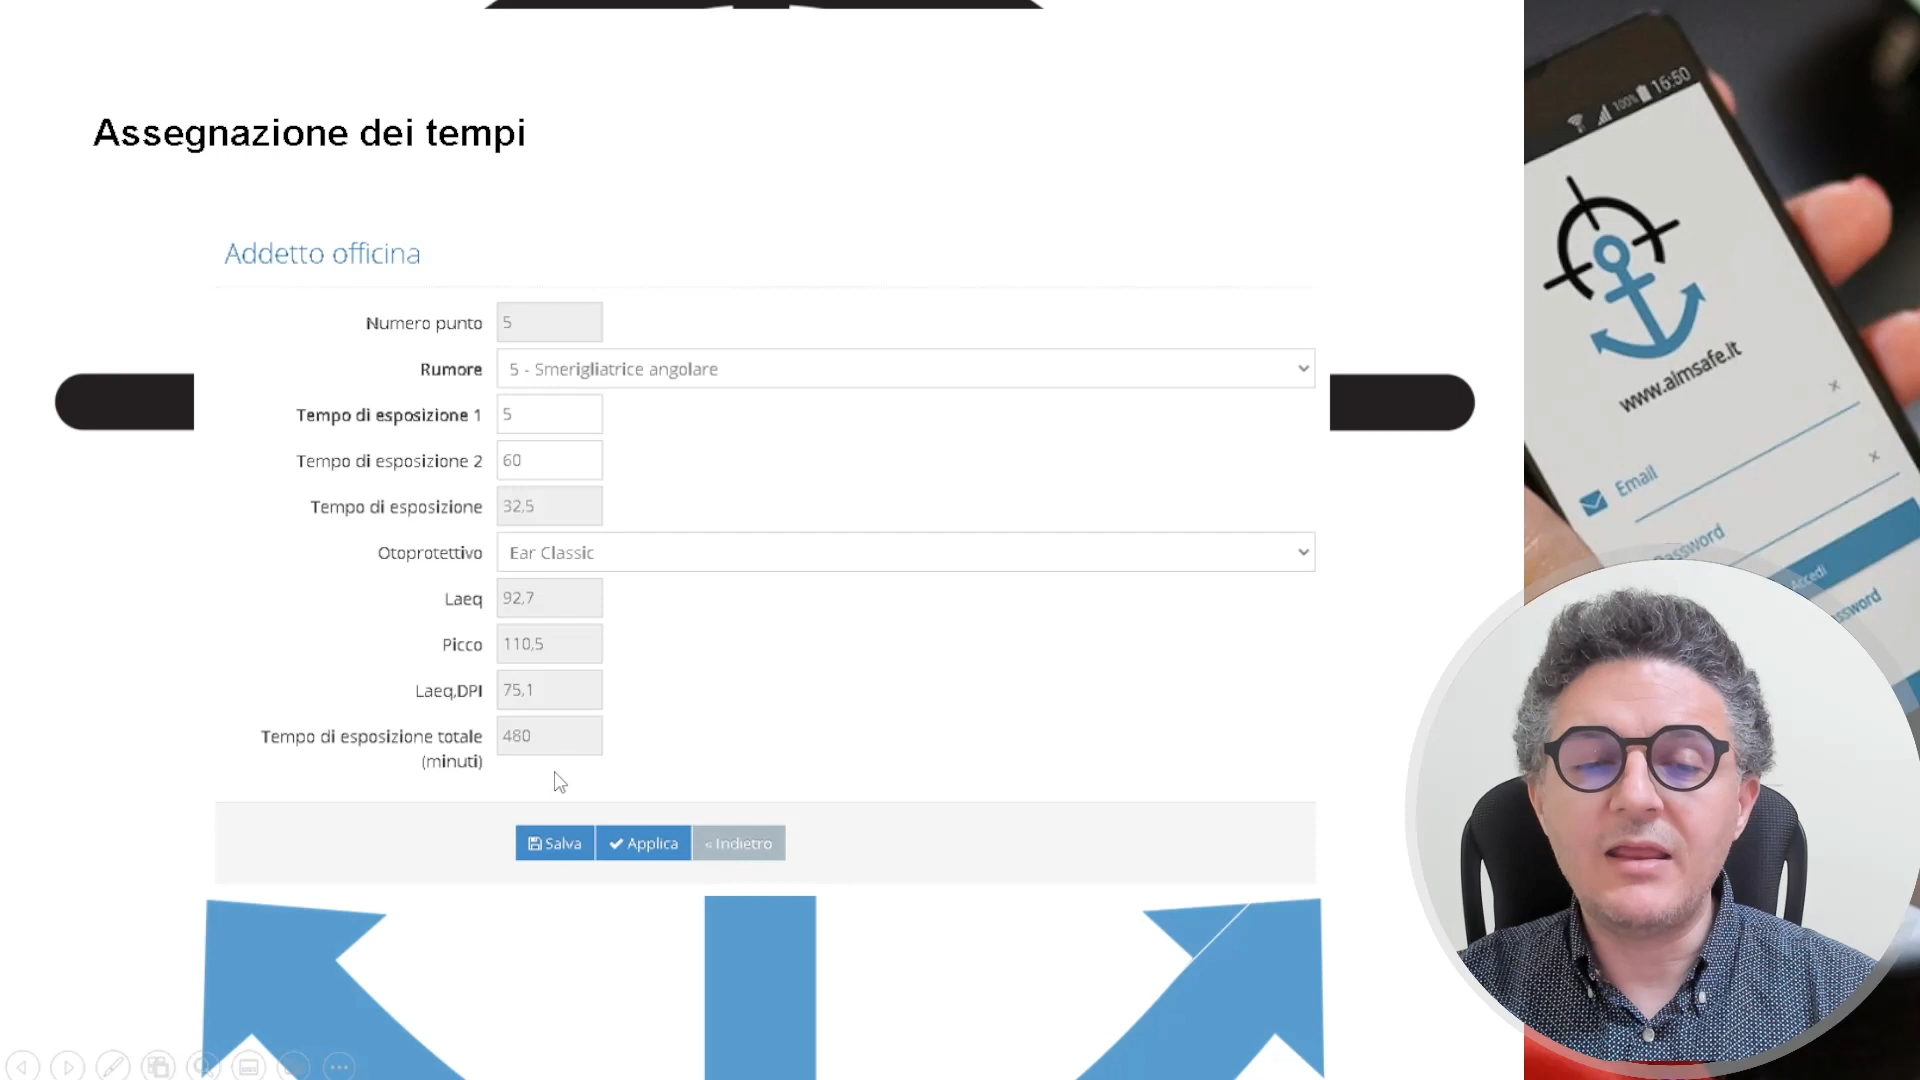 Assegnazione dei tempi
Addetto officina
Numero punto 5
Rumore 5 - Smerigliatrice angolare
Tempo di esposizione 1 5
Tempo di esposizione 2 60
Tempo di esposizione 32,5
Otoprotettivo Ear Classic
Laeq 92,7
Picco 110,5
Laeq,DPI 75,1
Tempo di esposizione totale 480
(minuti)
Salva Applica « Indietro
100% 16:50
www.aimsafe.it
Email
Password
Accedi